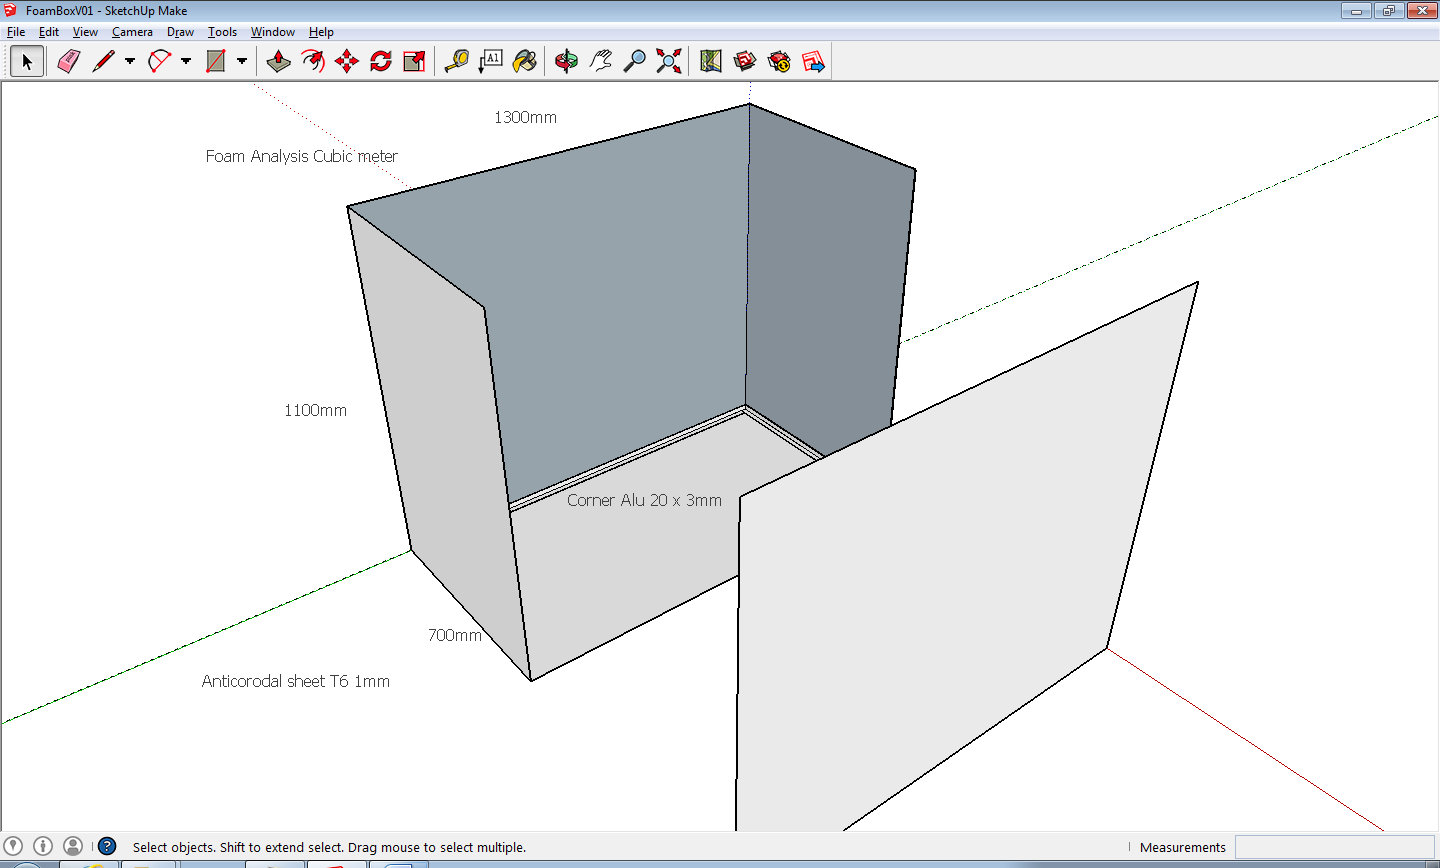 FoamBoxV01 - SketchUp Make
File Edit View Camera Draw Tools Window Help
A1
1300mm
Foam Analysis Cubic meter
1100mm
Corner Alu 20 x 3mm
700mm
Anticorodal sheet T6 1mm
Select objects. Shift to extend select. Drag mouse to select multiple.
Measurements